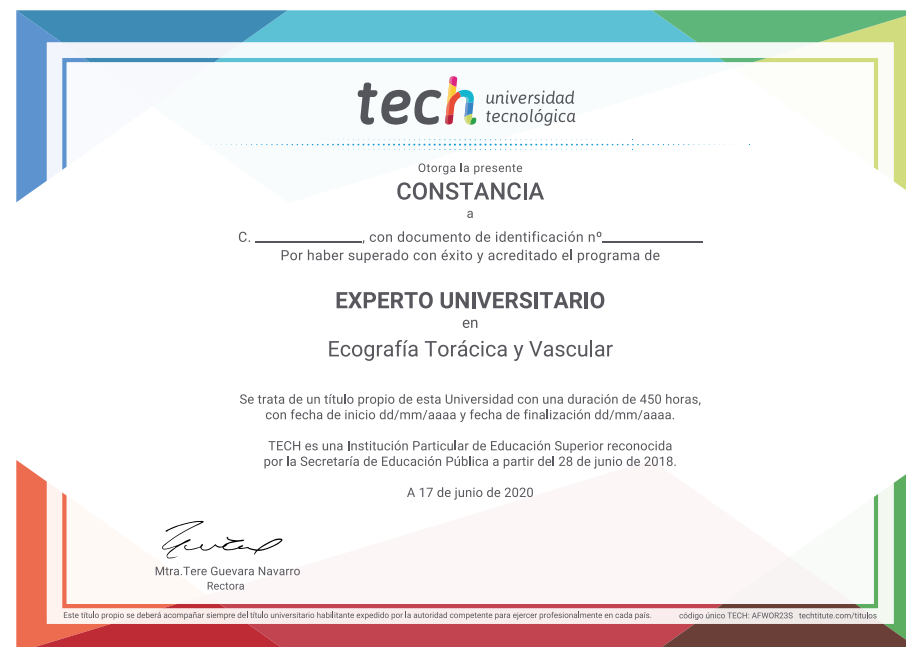 tech universidad
tecnológica
Otorga la presente
CONSTANCIA
a
C. ______________, con documento de identificación nº_____________
Por haber superado con éxito y acreditado el programa de
EXPERTO UNIVERSITARIO
en
Ecografía Torácica y Vascular
Se trata de un título propio de esta Universidad con una duración de 450 horas,
con fecha de inicio dd/mm/aaaa y fecha de finalización dd/mm/aaaa.
TECH es una Institución Particular de Educación Superior reconocida
por la Secretaría de Educación Pública a partir del 28 de junio de 2018.
A 17 de junio de 2020
Mtra.Tere Guevara Navarro
Rectora
Este título propio se deberá acompañar siempre del título universitario habilitante expedido por la autoridad competente para ejercer profesionalmente en cada país. código único TECH: AFWOR23S techtitute.com/titulos